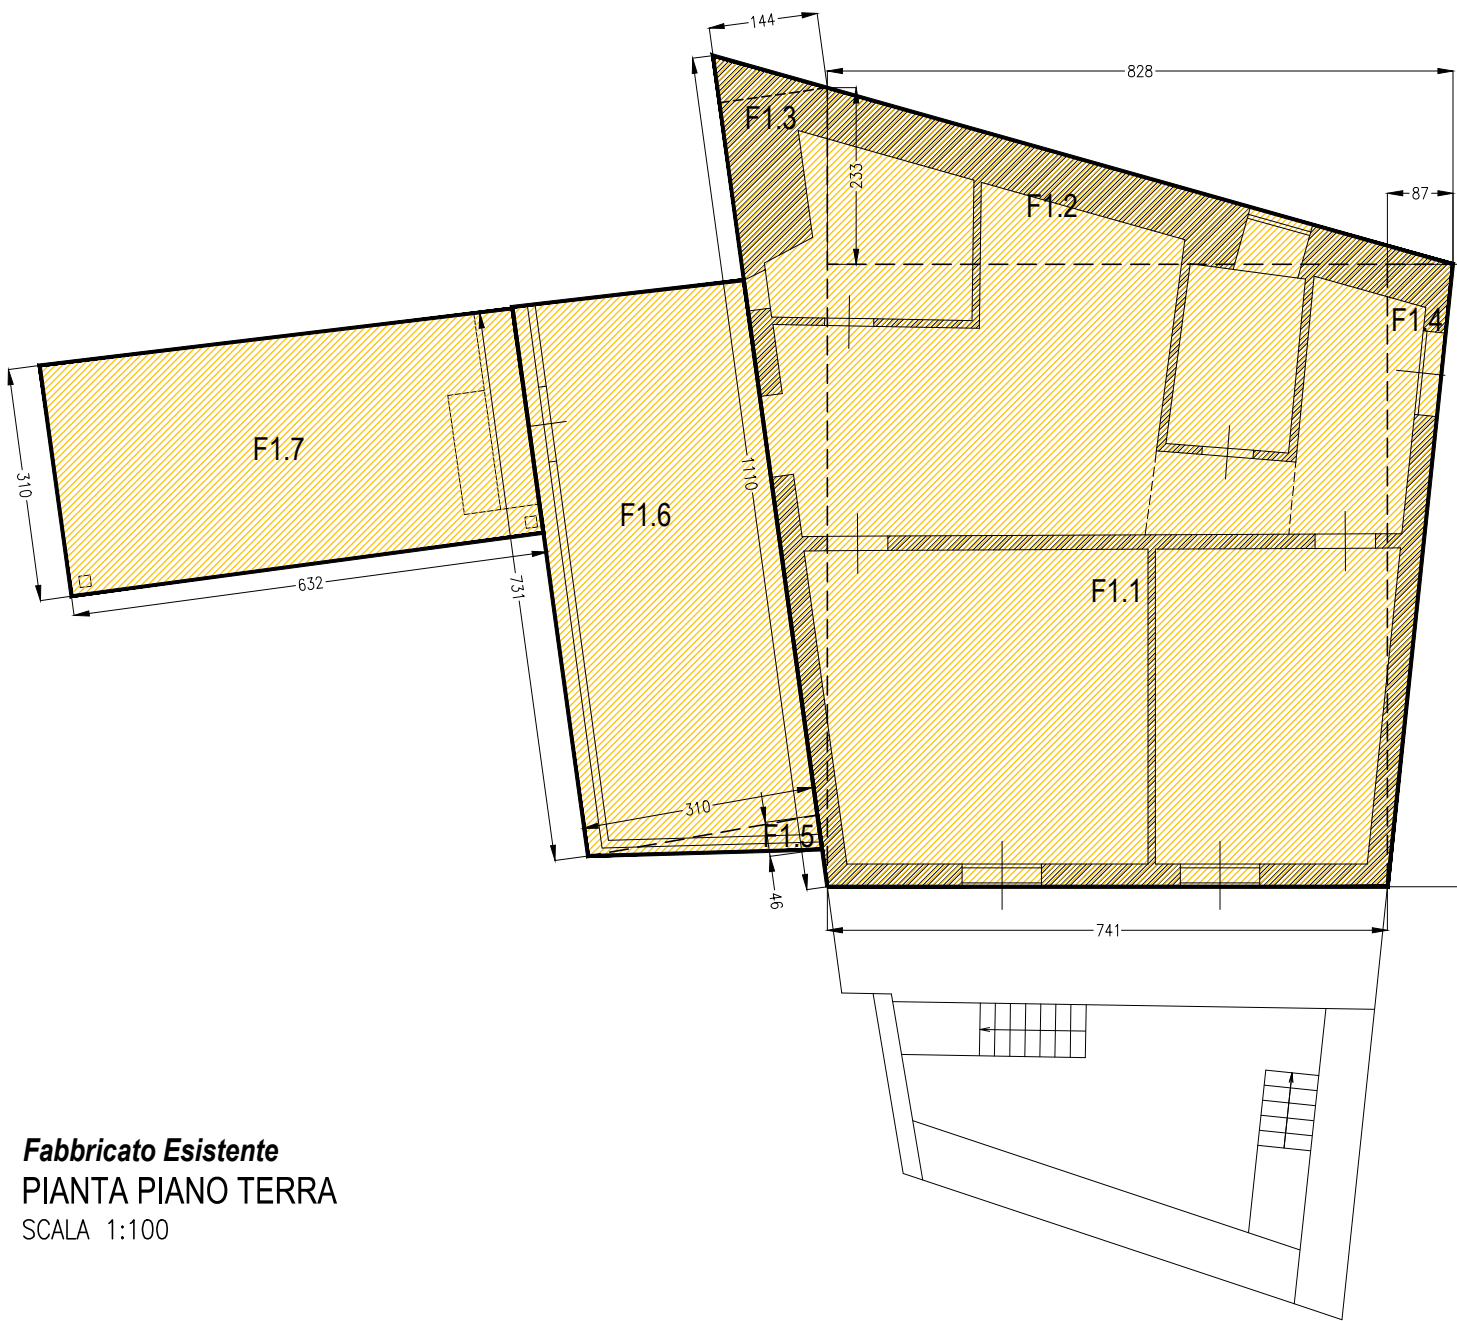 144
828
F1.3
233
87
F1.2
F1.4
F1.7
310
1110
F1.6
632
731
F1.1
310
F1.5
46
741
Fabbricato Esistente
PIANTA PIANO TERRA
SCALA 1:100